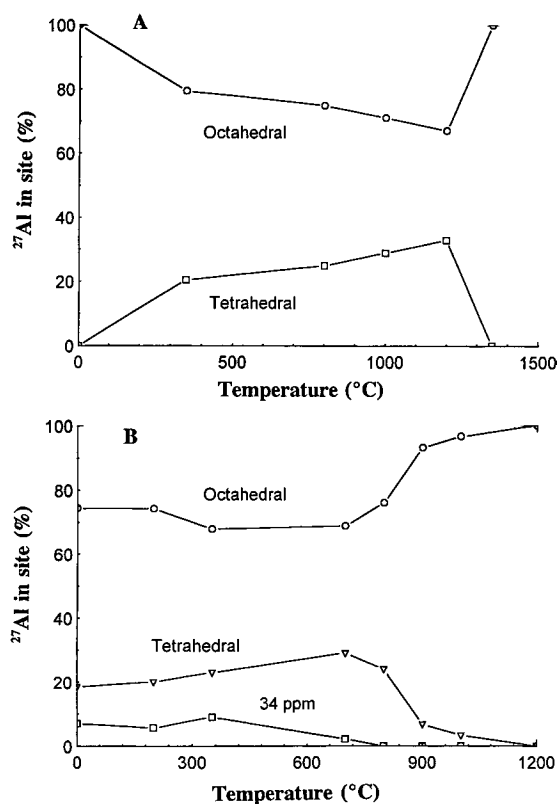 A
100
80
60
40
20
0
²⁷Al in site (%)
Octahedral
Tetrahedral
0 500 1000 1500
Temperature (°C)
B
100
80
60
40
20
0
²⁷Al in site (%)
Octahedral
Tetrahedral
34 ppm
0 300 600 900 1200
Temperature (°C)